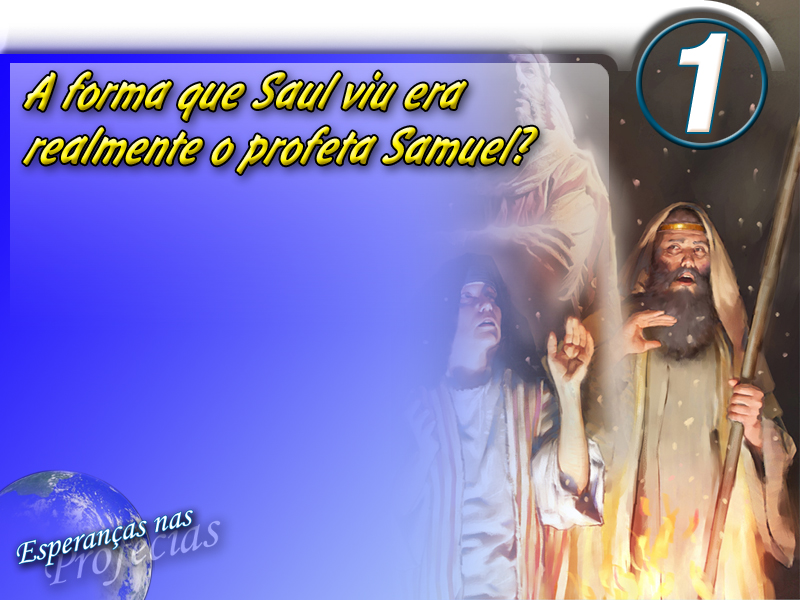 1
A forma que Saul viu era
realmente o profeta Samuel?
Esperanças nas
Profecias